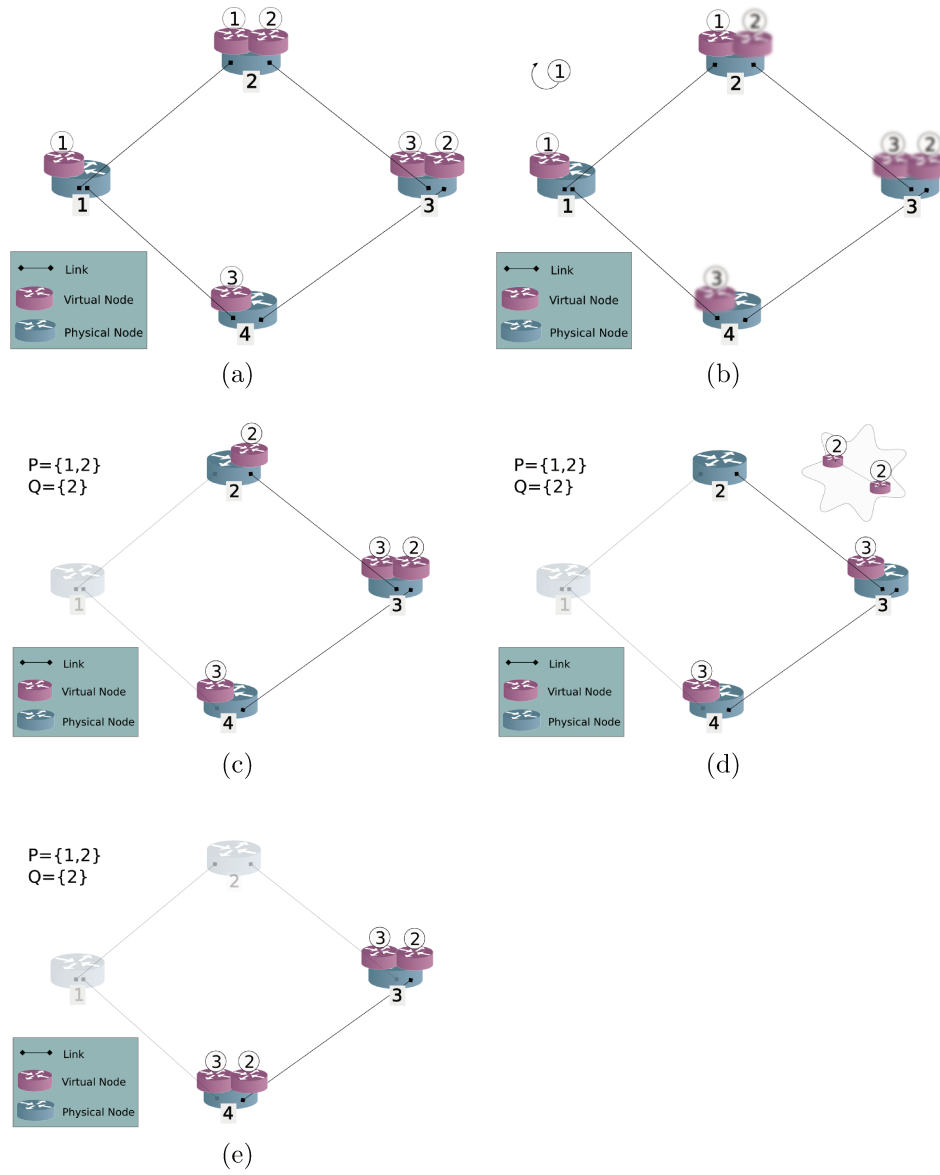 1 2
2
1
1
3 2
3
3
4
Link
Virtual Node
Physical Node
(a)
1 2
2
1
1
1
3 2
3
3
4
Link
Virtual Node
Physical Node
(b)
P={1,2}
Q={2}
2
2
1
3 2
3
3
4
Link
Virtual Node
Physical Node
(c)
P={1,2}
Q={2}
2
2
2
1
3
3
3
4
Link
Virtual Node
Physical Node
(d)
P={1,2}
Q={2}
2
1
3 2
3
3 2
4
Link
Virtual Node
Physical Node
(e)